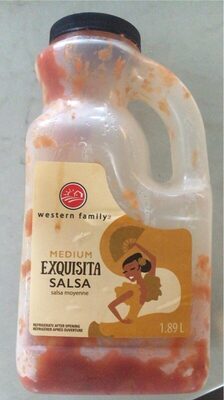 western family
MEDIUM
EXQUISITA
SALSA
salsa moyenne
REFRIGERATE AFTER OPENING
RÉFRIGÉRER APRÈS OUVERTURE
1.89 L